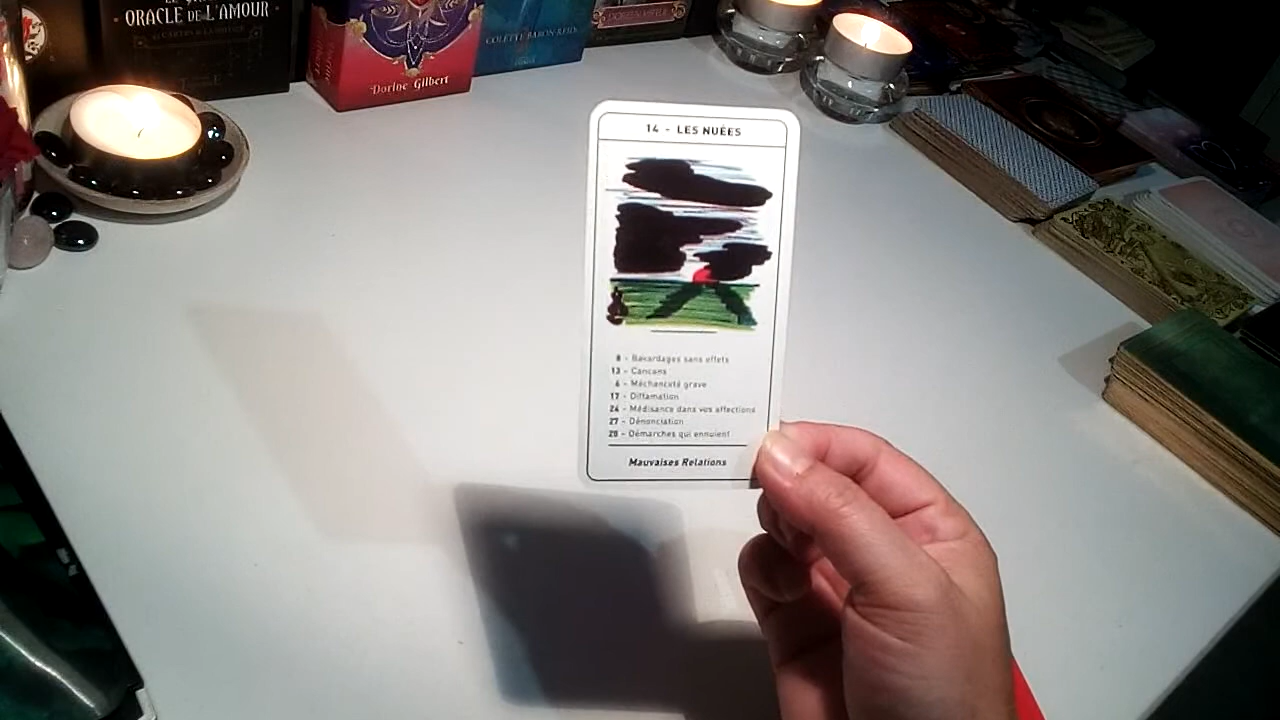 ORACLE DE L'AMOUR
Dorine Gilbert
COLETTE BARON-REID
14 - LES NUÉES
8 - Bavardages sans effets
13 - Cancans
6 - Méchanceté grave
17 - Diffamation
24 - Médisance dans vos affections
27 - Dénonciation
28 - Démarches qui ennuient
Mauvaises Relations